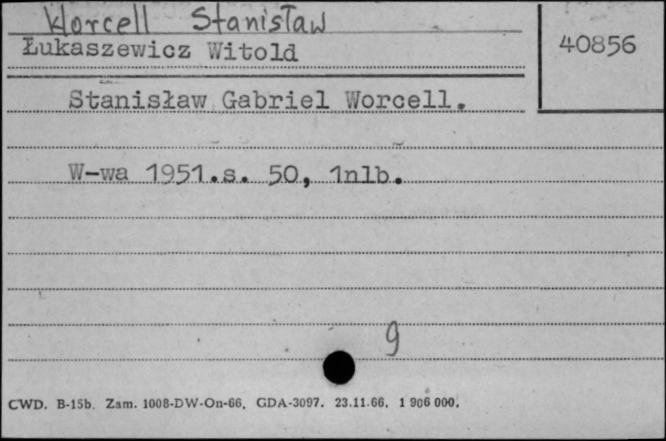 Worcell Stanisław
Łukaszewicz Witold
40856
Stanisław Gabriel Worcell.
W-wa 1951.s. 50, 1nlb.
9
CWD. B-15b. Zam. 1008-DW-On-66. GDA-3097. 23.11.66. 1 906 000.